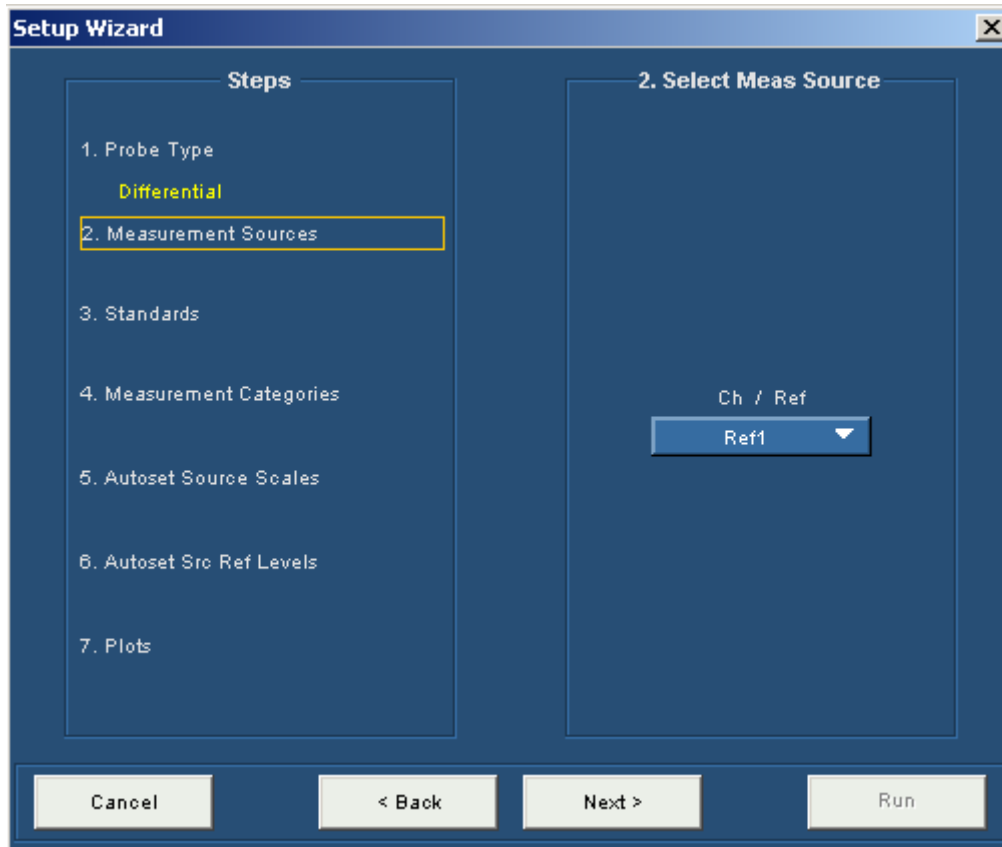 Setup Wizard
Steps
1. Probe Type
Differential
2. Measurement Sources
3. Standards
4. Measurement Categories
5. Autoset Source Scales
6. Autoset Src Ref Levels
7. Plots
2. Select Meas Source
Ch / Ref
Ref1
Cancel
< Back
Next >
Run